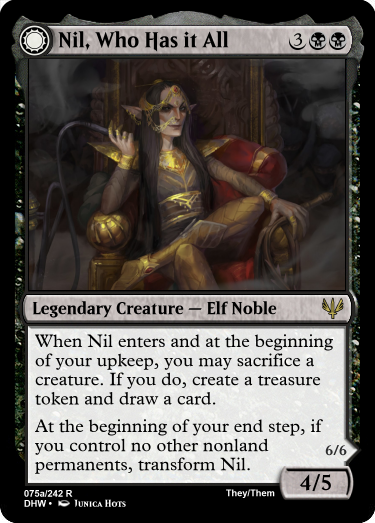 Nil, Who Has it All 3
Legendary Creature — Elf Noble
When Nil enters and at the beginning
of your upkeep, you may sacrifice a
creature. If you do, create a treasure
token and draw a card.
At the beginning of your end step, if
you control no other nonland
permanents, transform Nil.
6/6
4/5
075a/242 R
DHW • Junica Hots
They/Them